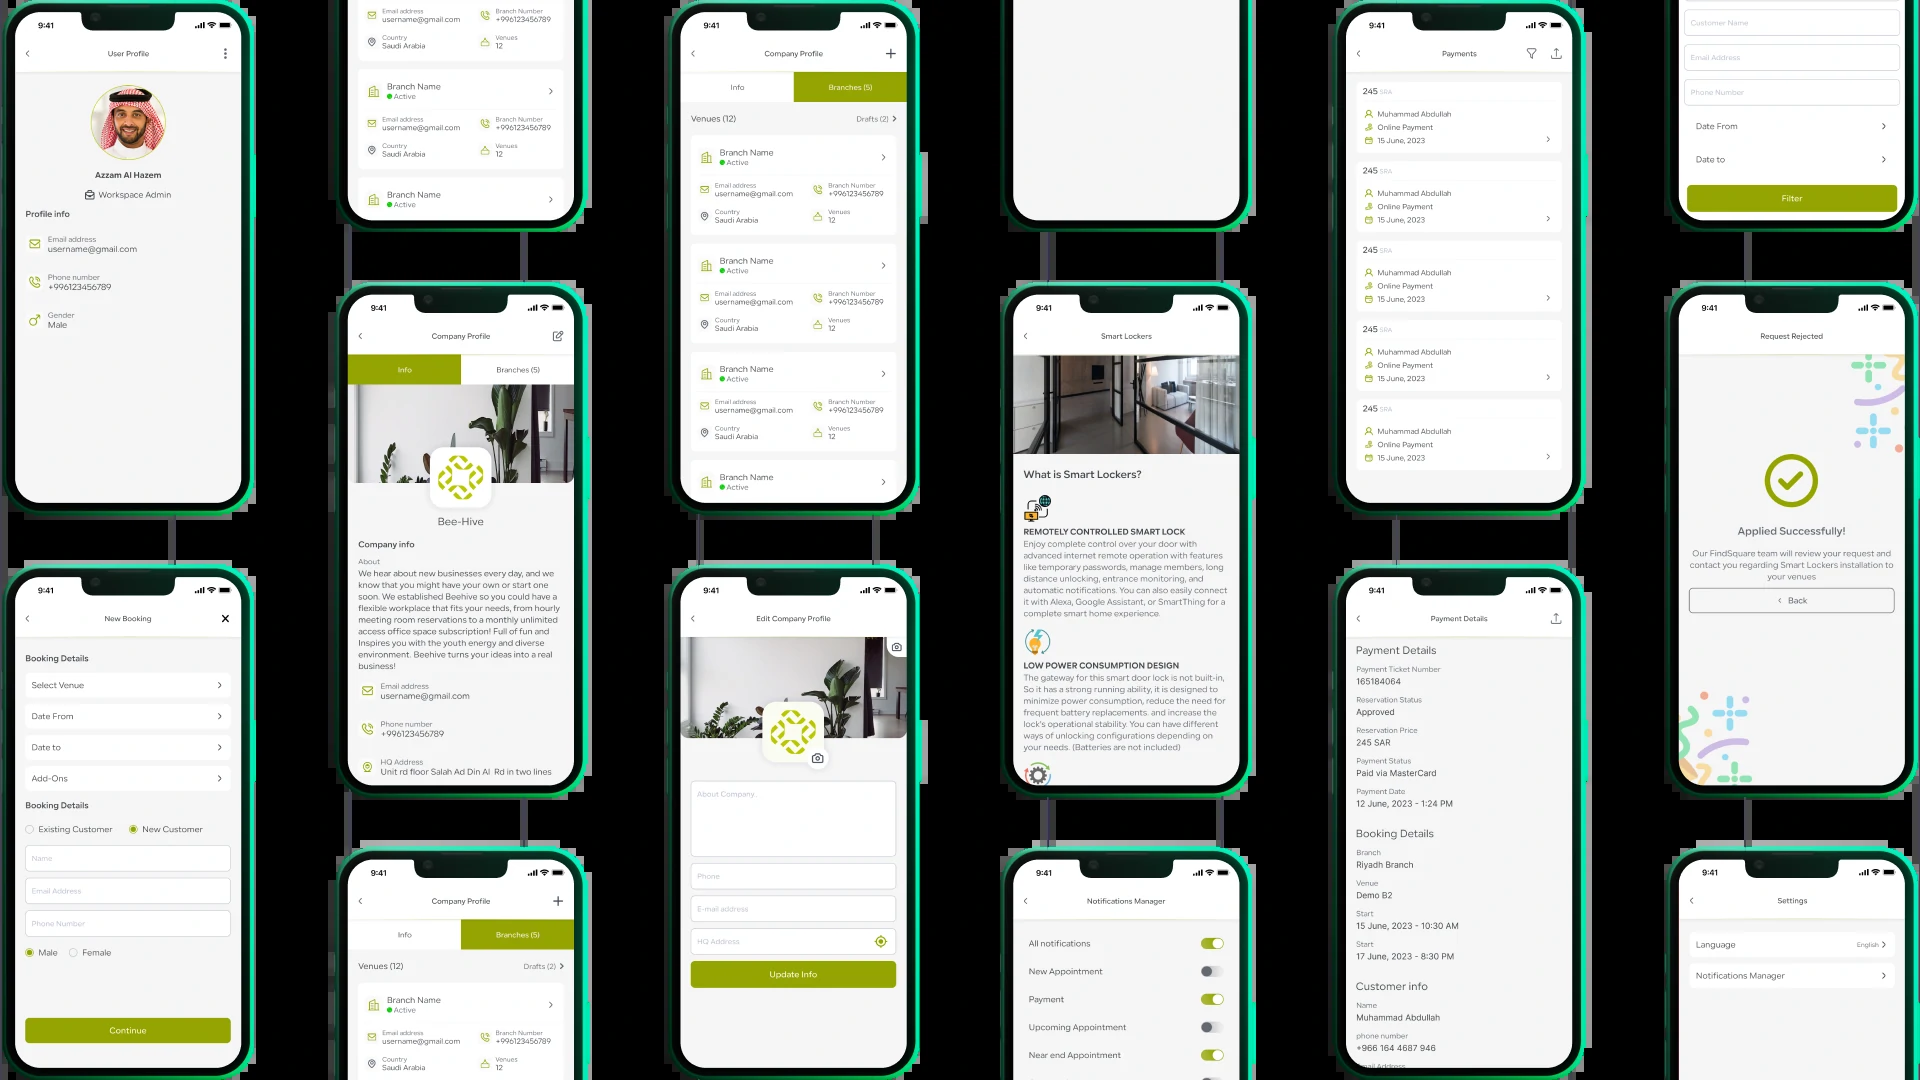 9:41
User Profile
Azzam Al Hazem
Workspace Admin
Profile info
Email address
username@gmail.com
Phone number
+996123456789
Gender
Male
9:41
New Booking
Booking Details
Select Venue
Date From
Date to
Add-Ons
Booking Details
Existing Customer
New Customer
Name
Email Address
Phone Number
Male
Female
Continue
Email address
username@gmail.com
Branch Number
+996123456789
Country
Saudi Arabia
Venues
12
Branch Name
Active
Email address
username@gmail.com
Branch Number
+996123456789
Country
Saudi Arabia
Venues
12
Branch Name
Active
9:41
Company Profile
Info
Branches (5)
Bee-Hive
Company info
About
We hear about new businesses every day, and we
know that you might have your own or start one
soon. We established Beehive so you could have a
flexible workplace that fits your needs, from hourly
meeting room reservations to a monthly unlimited
access office space subscription! Full of fun and
Inspires you with the youth energy and diverse
environment. Beehive turns your ideas into a real
business!
Email address
username@gmail.com
Phone number
+996123456789
HQ Address
Unit rd floor Salah Ad Din Al Rd in two lines
9:41
Company Profile
Info
Branches (5)
Venues (12)
Drafts (2)
Branch Name
Active
Email address
username@gmail.com
Branch Number
+996123456789
Country
Saudi Arabia
Venues
12
9:41
Company Profile
Info
Branches (5)
Venues (12)
Drafts (2)
Branch Name
Active
Email address
username@gmail.com
Branch Number
+996123456789
Country
Saudi Arabia
Venues
12
Branch Name
Active
Email address
username@gmail.com
Branch Number
+996123456789
Country
Saudi Arabia
Venues
12
Branch Name
Active
Email address
username@gmail.com
Branch Number
+996123456789
Country
Saudi Arabia
Venues
12
Branch Name
Active
9:41
Edit Company Profile
About Company
Phone
E-mail address
HQ Address
Update Info
9:41
Smart Lockers
What is Smart Lockers?
REMOTELY CONTROLLED SMART LOCK
Enjoy complete control over your door with
advanced internet remote operation with features
like temporary passwords, manage members, long
distance unlocking, entrance monitoring, and
automatic notifications. You can also easily connect
it with Alexa, Google Assistant, or SmartThing for a
complete smart home experience.
LOW POWER CONSUMPTION DESIGN
The gateway for this smart door lock is not built-in,
So it has a strong running ability, it is designed to
minimize power consumption, reduce the need for
frequent battery replacements. and increase the
lock's operational stability. You can have different
ways of unlocking configurations depending on
your needs. (Batteries are not included)
9:41
Notifications Manager
All notifications
New Appointment
Payment
Upcoming Appointment
Near end Appointment
9:41
Payments
245 SRA
Muhammad Abdullah
Online Payment
15 June, 2023
245 SRA
Muhammad Abdullah
Online Payment
15 June, 2023
245 SRA
Muhammad Abdullah
Online Payment
15 June, 2023
245 SRA
Muhammad Abdullah
Online Payment
15 June, 2023
245 SRA
Muhammad Abdullah
Online Payment
15 June, 2023
9:41
Payment Details
Payment Details
Payment Ticket Number
165184064
Reservation Status
Approved
Reservation Price
245 SAR
Payment Status
Paid via MasterCard
Payment Date
12 June, 2023 - 1:24 PM
Booking Details
Branch
Riyadh Branch
Venue
Demo B2
Start
15 June, 2023 - 10:30 AM
Start
17 June, 2023 - 8:30 PM
Customer info
Name
Muhammad Abdullah
phone number
+966 164 4687 946
Email Address
Customer Name
Email Address
Phone Number
Date From
Date to
Filter
9:41
Request Rejected
Applied Successfully!
Our FindSquare team will review your request and
contact you regarding Smart Lockers installation to
your venues
Back
9:41
Settings
Language
English
Notifications Manager